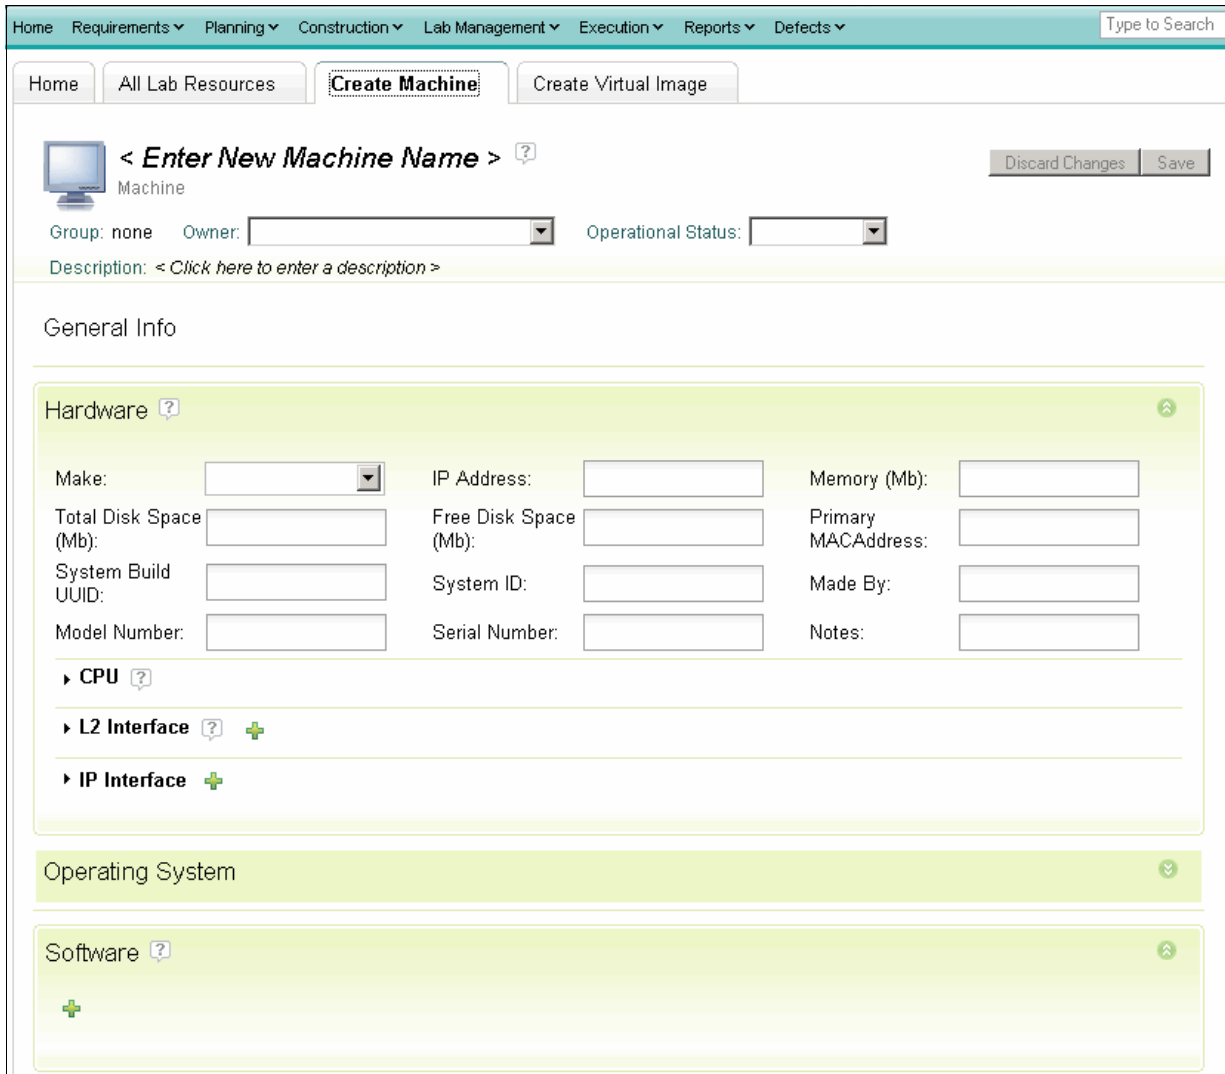 Home Requirements Planning Construction Lab Management Execution Reports Defects Type to Search
Home All Lab Resources Create Machine Create Virtual Image
< Enter New Machine Name > ?
Discard Changes Save
Machine
Group: none Owner: Operational Status:
Description: < Click here to enter a description >
General Info
Hardware ?
Make: IP Address: Memory (Mb):
Total Disk Space (Mb): Free Disk Space (Mb): Primary MACAddress:
System Build UUID: System ID: Made By:
Model Number: Serial Number: Notes:
CPU ?
L2 Interface ?
IP Interface
Operating System
Software ?